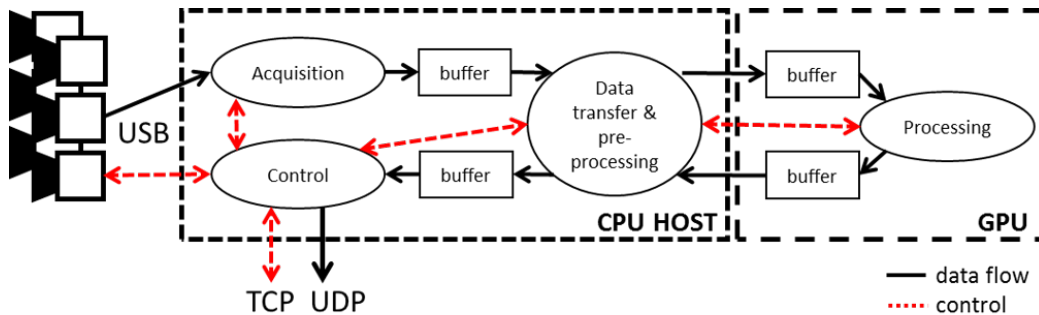 USB
Acquisition
buffer
Data
transfer &
pre-
processing
buffer
Processing
Control
buffer
buffer
CPU HOST
GPU
TCP
UDP
data flow
control